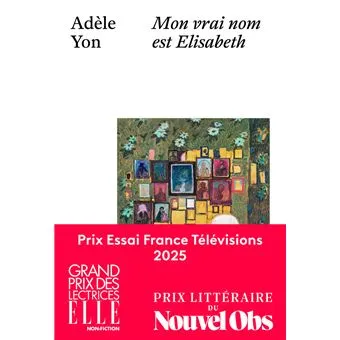 Adèle
Yon
Mon vrai nom
est Elisabeth
Prix Essai France Télévisions
2025
GRAND
PRIX DES
LECTRICES
ELLE
NON-FICTION
PRIX LITTÉRAIRE
DU
Nouvel Obs